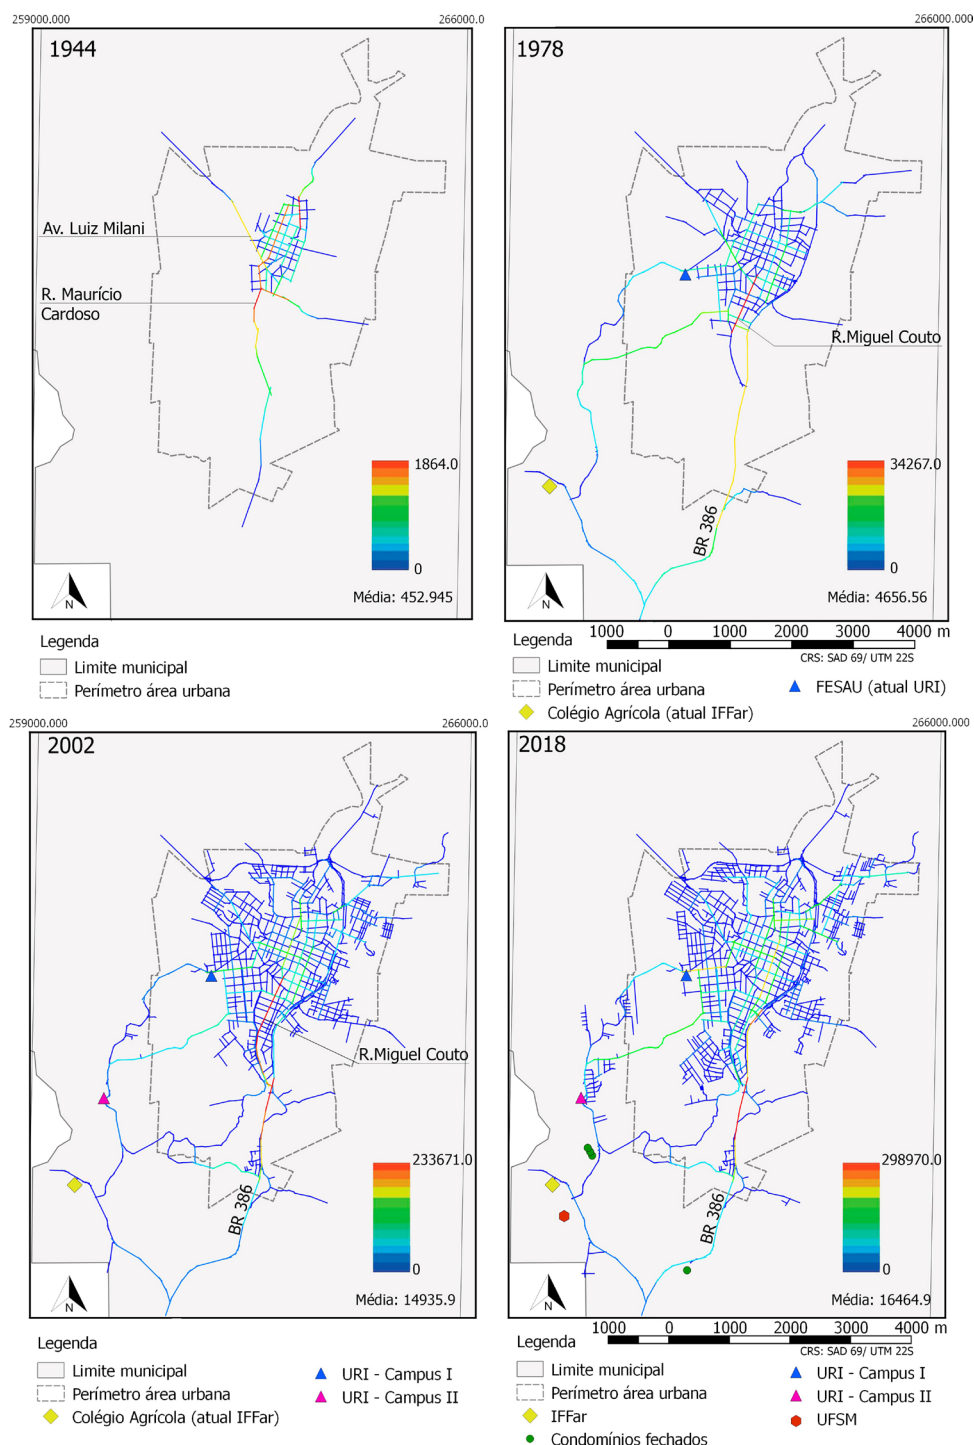 259000.000
266000.0
1944
Av. Luiz Milani
R. Maurício
Cardoso
1864.0
0
Média: 452.945
N
Legenda
Limite municipal
Perímetro área urbana
266000.000
1978
R.Miguel Couto
BR 386
34267.0
0
Média: 4656.56
N
Legenda
1000 0 1000 2000 3000 4000 m
CRS: SAD 69/ UTM 22S
Limite municipal
Perímetro área urbana
FESAU (atual URI)
Colégio Agrícola (atual IFFar)
259000.000
266000.0
2002
R.Miguel Couto
BR 386
233671.0
0
Média: 14935.9
N
Legenda
Limite municipal
Perímetro área urbana
Colégio Agrícola (atual IFFar)
URI - Campus I
URI - Campus II
266000.000
2018
BR 386
298970.0
0
Média: 16464.9
N
Legenda
1000 0 1000 2000 3000 4000 m
CRS: SAD 69/ UTM 22S
Limite municipal
Perímetro área urbana
IFFar
Condomínios fechados
URI - Campus I
URI - Campus II
UFSM